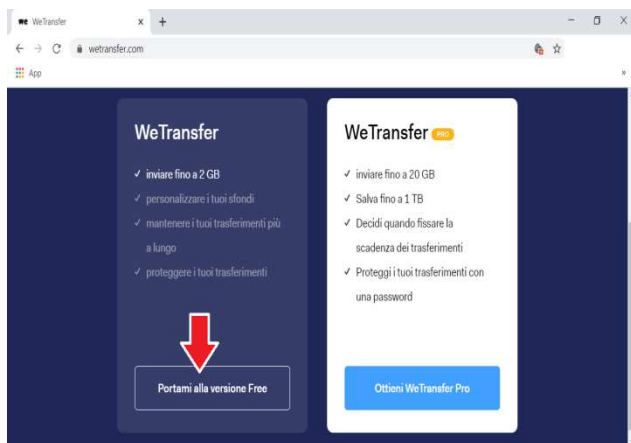 we WeTransfer
wetransfer.com
App
WeTransfer
✓ inviare fino a 2 GB
✓ personalizzare i tuoi sfondi
✓ mantenere i tuoi trasferimenti più
a lungo
✓ proteggere i tuoi trasferimenti
Portami alla versione Free
WeTransfer PRO
✓ inviare fino a 20 GB
✓ Salva fino a 1 TB
✓ Decidi quando fissare la
scadenza dei trasferimenti
✓ Proteggi i tuoi trasferimenti con
una password
Ottieni WeTransfer Pro